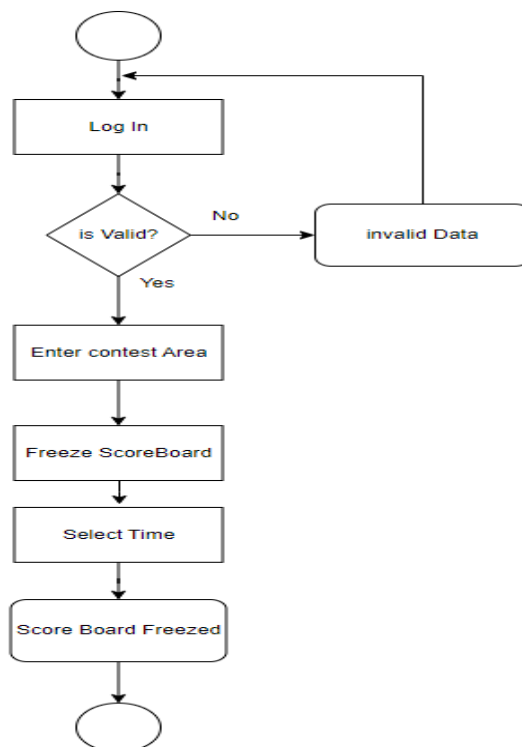 Log In
is Valid?
No
invalid Data
Yes
Enter contest Area
Freeze ScoreBoard
Select Time
Score Board Freezed